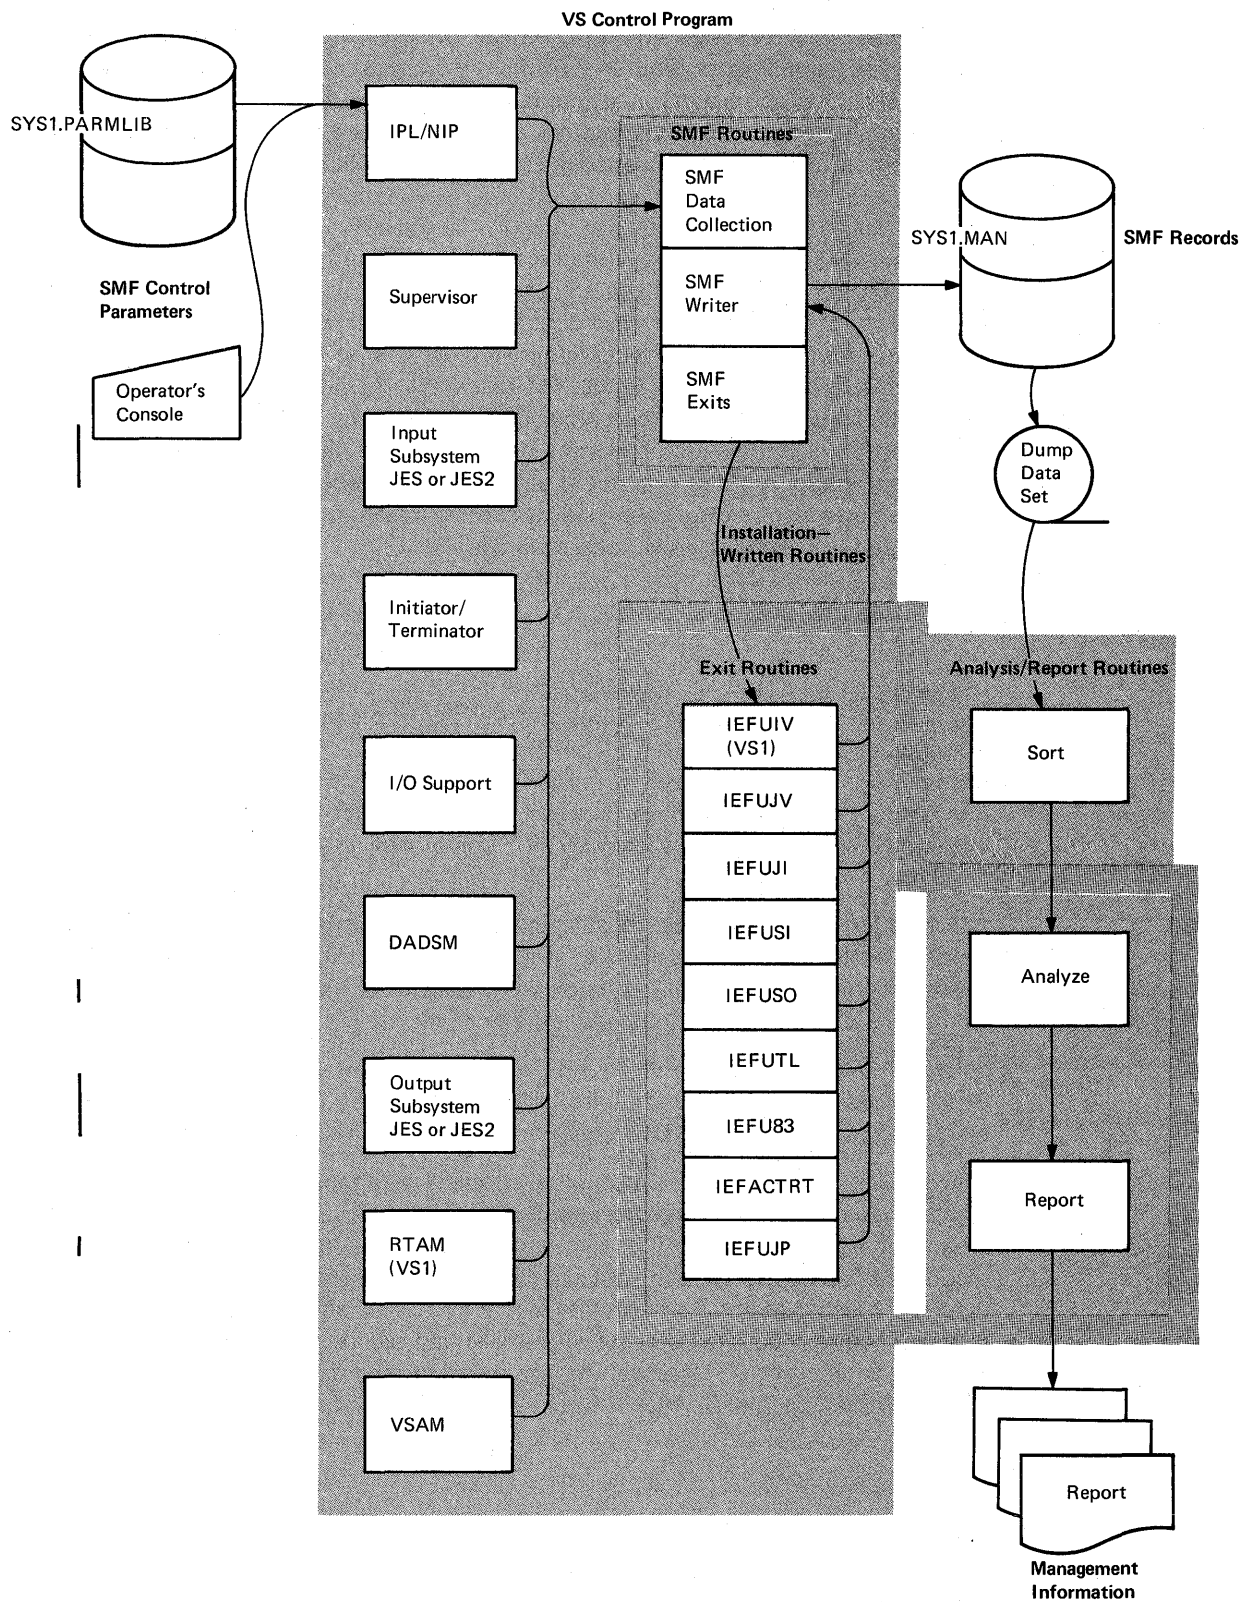 VS Control Program
SYS1.PARMLIB
SMF Control
Parameters
Operator's
Console
IPL/NIP
Supervisor
Input
Subsystem
JES or JES2
Initiator/
Terminator
I/O Support
DADSM
Output
Subsystem
JES or JES2
RTAM
(VS1)
VSAM
SMF Routines
SMF
Data
Collection
SMF
Writer
SMF
Exits
Installation—
Written Routines
Exit Routines
IEFUIV
(VS1)
IEFUJV
IEFUJI
IEFUSI
IEFUSO
IEFUTL
IEFU83
IEFACTRT
IEFUJP
SYS1.MAN
SMF Records
Dump
Data
Set
Analysis/Report Routines
Sort
Analyze
Report
Report
Management
Information